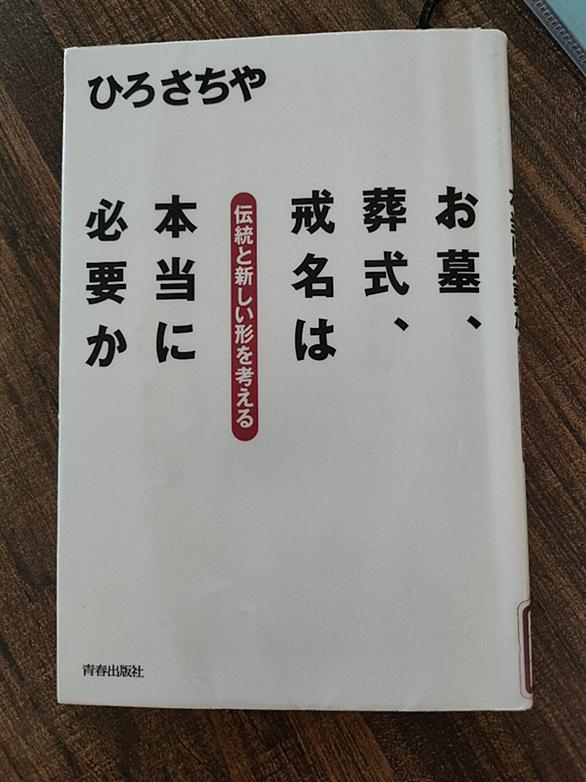 ひろさちや
お墓、
葬式、
戒名は
伝統と新しい形を考える
本当に
必要か
青春出版社